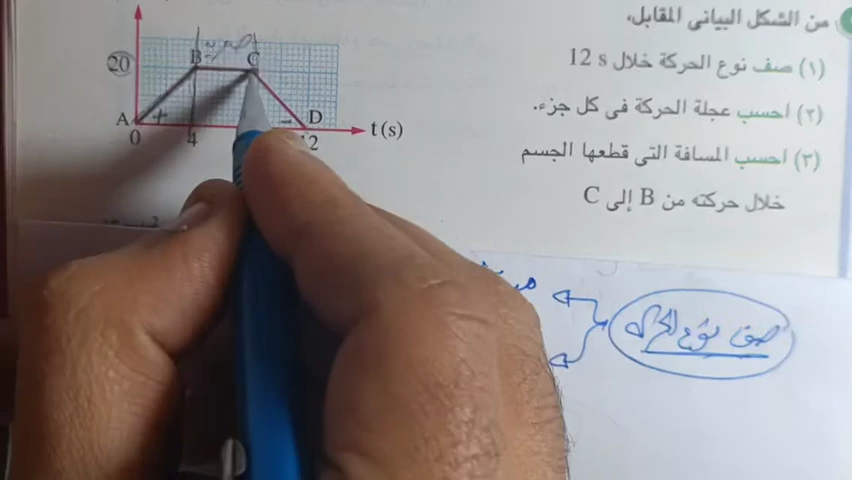 من الشكل البيانى المقابل،
(١) صف نوع الحركة خلال 12 s
(٢) احسب عجلة الحركة فى كل جزء.
(٣) احسب المسافة التى قطعها الجسم
خلال حركته من B إلى C
B C
20
A + − D t(s)
0 4 12
صف نوع الحركة